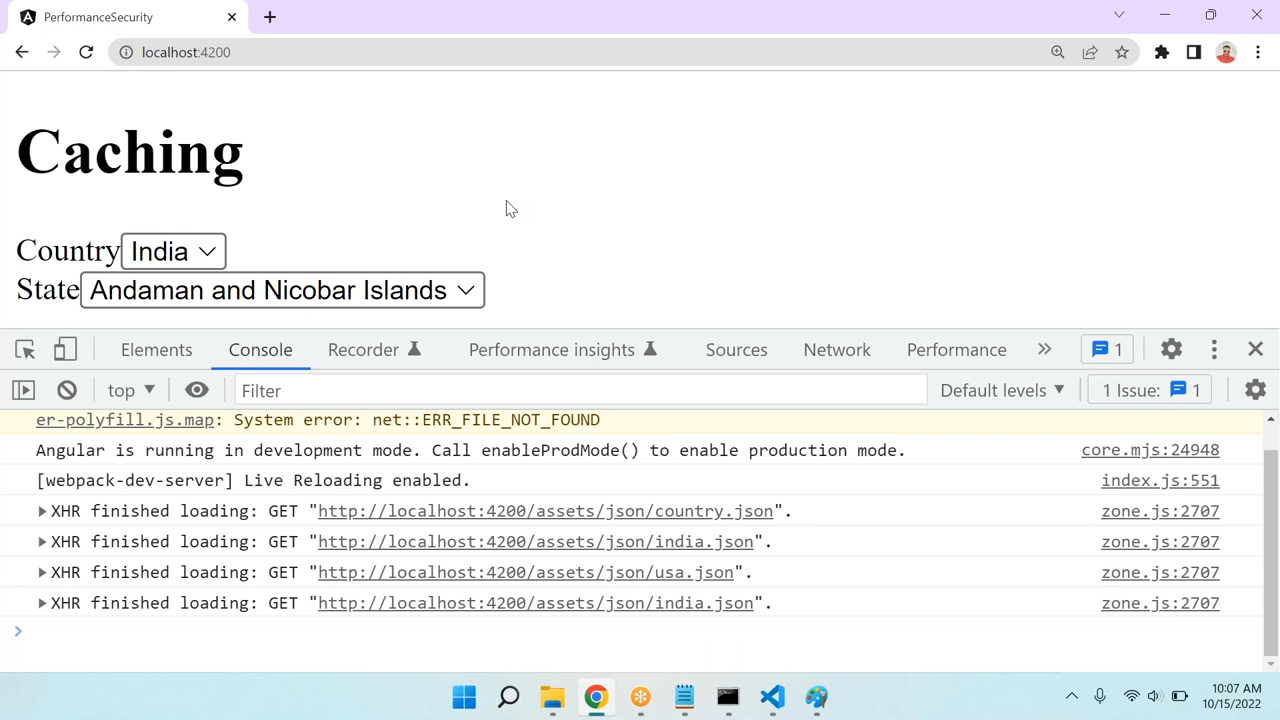 PerformanceSecurity
localhost:4200
Caching
Country India
State Andaman and Nicobar Islands
Elements Console Recorder Performance insights Sources Network Performance 1
top Filter Default levels 1 Issue: 1
er-polyfill.js.map: System error: net::ERR_FILE_NOT_FOUND
Angular is running in development mode. Call enableProdMode() to enable production mode. core.mjs:24948
[webpack-dev-server] Live Reloading enabled. index.js:551
XHR finished loading: GET "http://localhost:4200/assets/json/country.json". zone.js:2707
XHR finished loading: GET "http://localhost:4200/assets/json/india.json". zone.js:2707
XHR finished loading: GET "http://localhost:4200/assets/json/usa.json". zone.js:2707
XHR finished loading: GET "http://localhost:4200/assets/json/india.json". zone.js:2707
10:07 AM
10/15/2022